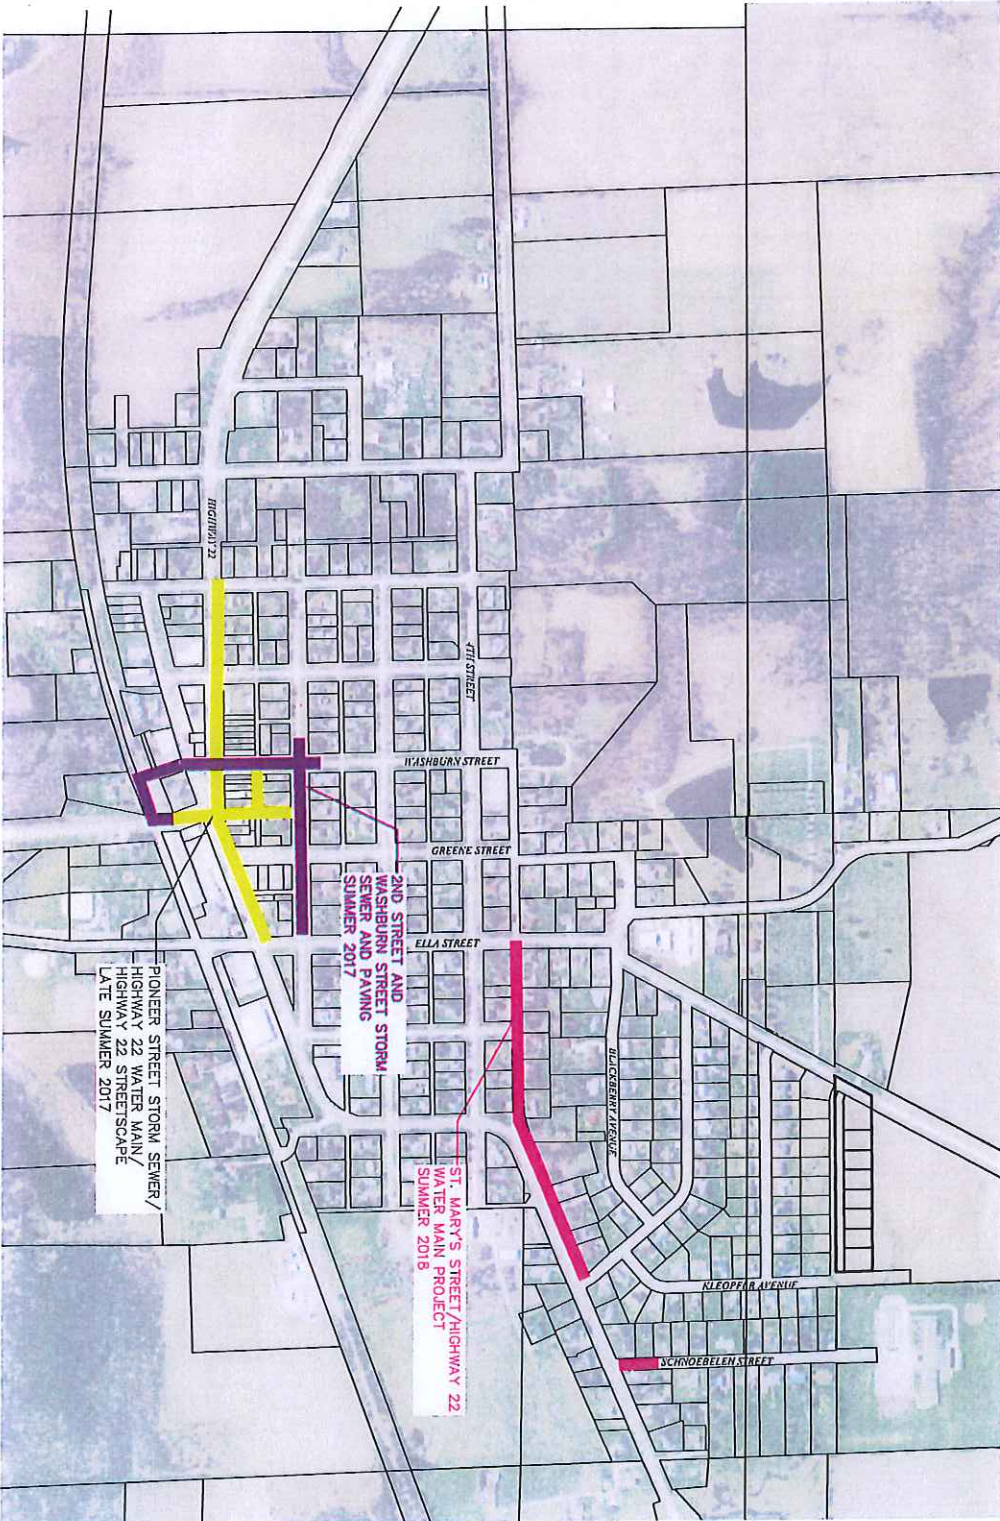 HIGHWAY 22
4TH STREET
WASHBURN STREET
GREENE STREET
ELLA STREET
BLACKBERRY AVENUE
KLEOPFER AVENUE
SCHNOEBELEN STREET
2ND STREET AND
WASHBURN STREET STORM
SEWER AND PAVING
SUMMER 2017
PIONEER STREET STORM SEWER/
HIGHWAY 22 WATER MAIN/
HIGHWAY 22 STREETSCAPE
LATE SUMMER 2017
ST. MARY'S STREET/HIGHWAY 22
WATER MAIN PROJECT
SUMMER 2018